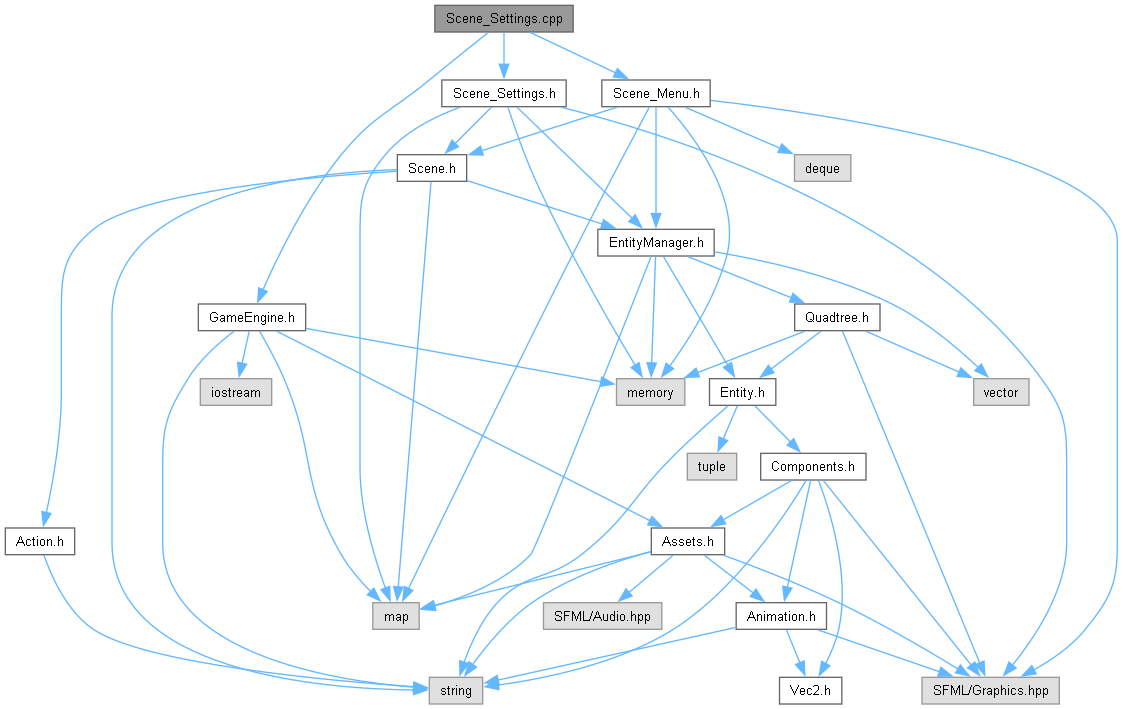 Scene_Settings.cpp
Scene_Settings.h
Scene_Menu.h
Scene.h
deque
EntityManager.h
GameEngine.h
Quadtree.h
iostream
memory
Entity.h
vector
tuple
Components.h
Action.h
Assets.h
map
SFML/Audio.hpp
Animation.h
string
Vec2.h
SFML/Graphics.hpp